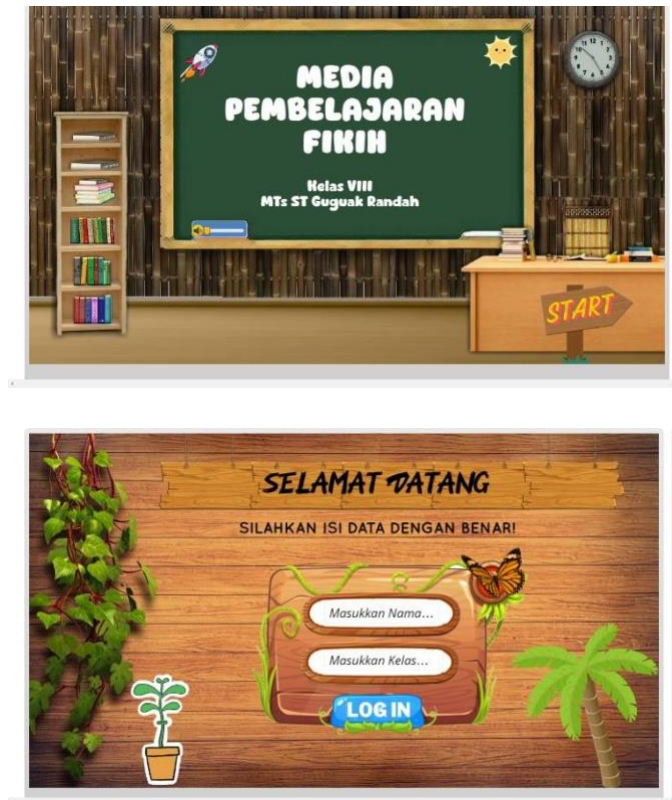 MEDIA
PEMBELAJARAN
FIKIH
Kelas VIII
MTs ST Guguak Randah
START
SELAMAT DATANG
SILAHKAN ISI DATA DENGAN BENAR!
Masukkan Nama...
Masukkan Kelas...
LOG IN